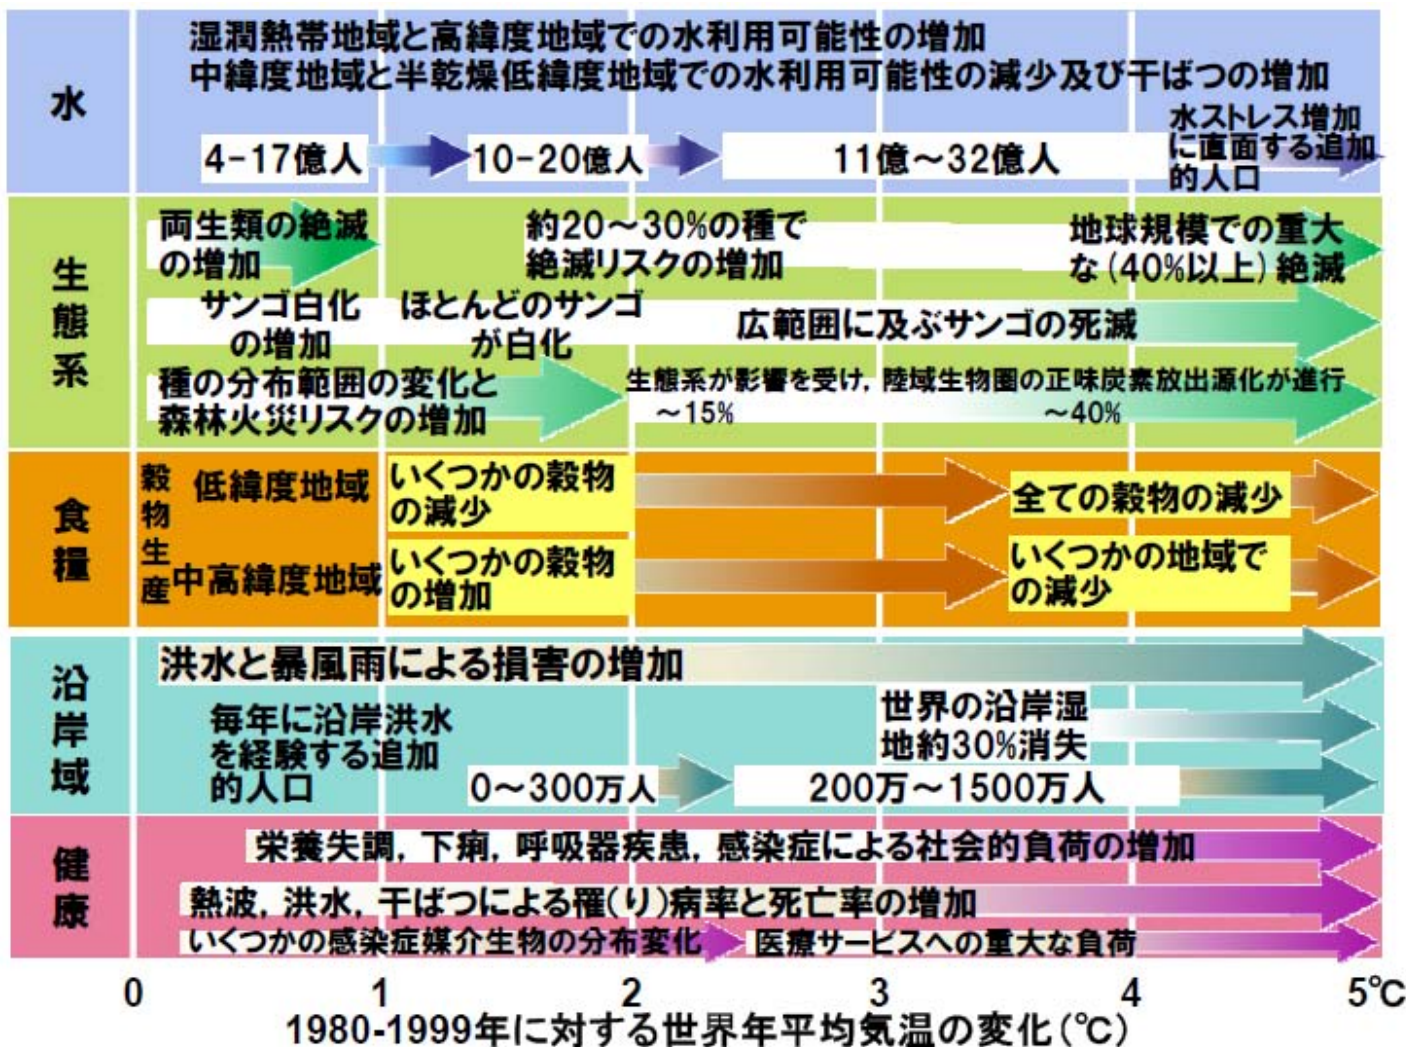 水
湿潤熱帯地域と高緯度地域での水利用可能性の増加
中緯度地域と半乾燥低緯度地域での水利用可能性の減少及び干ばつの増加
4-17億人
10-20億人
11億～32億人
水ストレス増加
に直面する追加
的人口
生態系
両生類の絶滅
の増加
約20～30%の種で
絶滅リスクの増加
地球規模での重大
な(40%以上)絶滅
サンゴ白化
の増加
ほとんどのサンゴ
が白化
広範囲に及ぶサンゴの死滅
種の分布範囲の変化と
森林火災リスクの増加
生態系が影響を受け，陸域生物圏の正味炭素放出源化が進行
～15%
～40%
食糧
穀物生産
低緯度地域
いくつかの穀物
の減少
全ての穀物の減少
中高緯度地域
いくつかの穀物
の増加
いくつかの地域で
の減少
沿岸域
洪水と暴風雨による損害の増加
毎年に沿岸洪水
を経験する追加
的人口
0～300万人
世界の沿岸湿
地約30%消失
200万～1500万人
健康
栄養失調，下痢，呼吸器疾患，感染症による社会的負荷の増加
熱波，洪水，干ばつによる罹(り)病率と死亡率の増加
いくつかの感染症媒介生物の分布変化
医療サービスへの重大な負荷
0 1 2 3 4 5℃
1980-1999年に対する世界年平均気温の変化(℃)